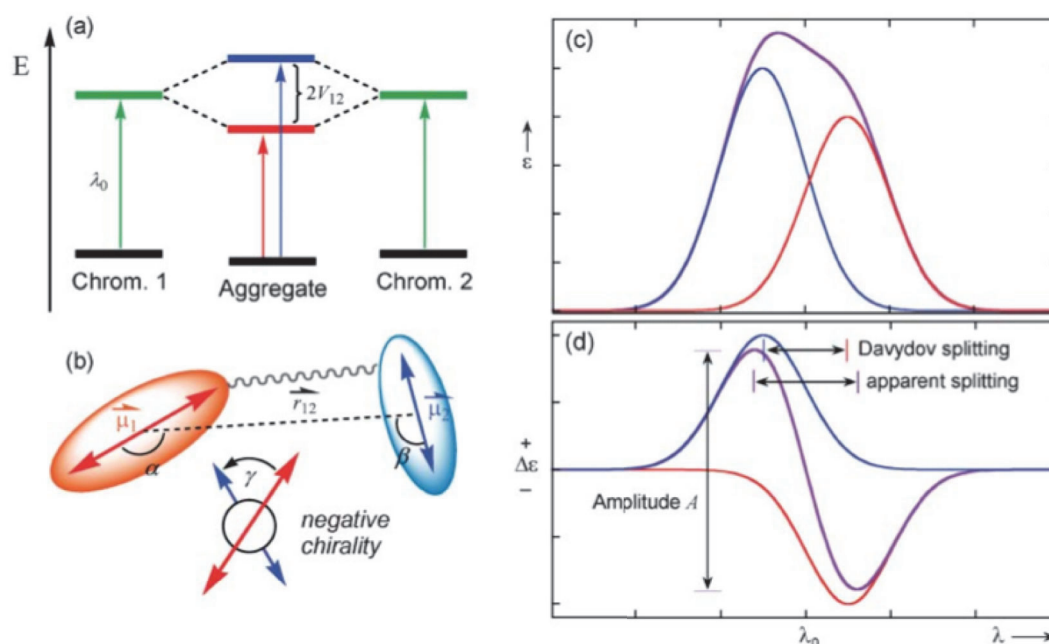 (a)
E
2V12
λ0
Chrom. 1
Aggregate
Chrom. 2
(b)
μ1
r12
μ2
α
β
γ
negative
chirality
(c)
ε
(d)
Davydov splitting
apparent splitting
+
Δε
−
Amplitude A
λ0
λ